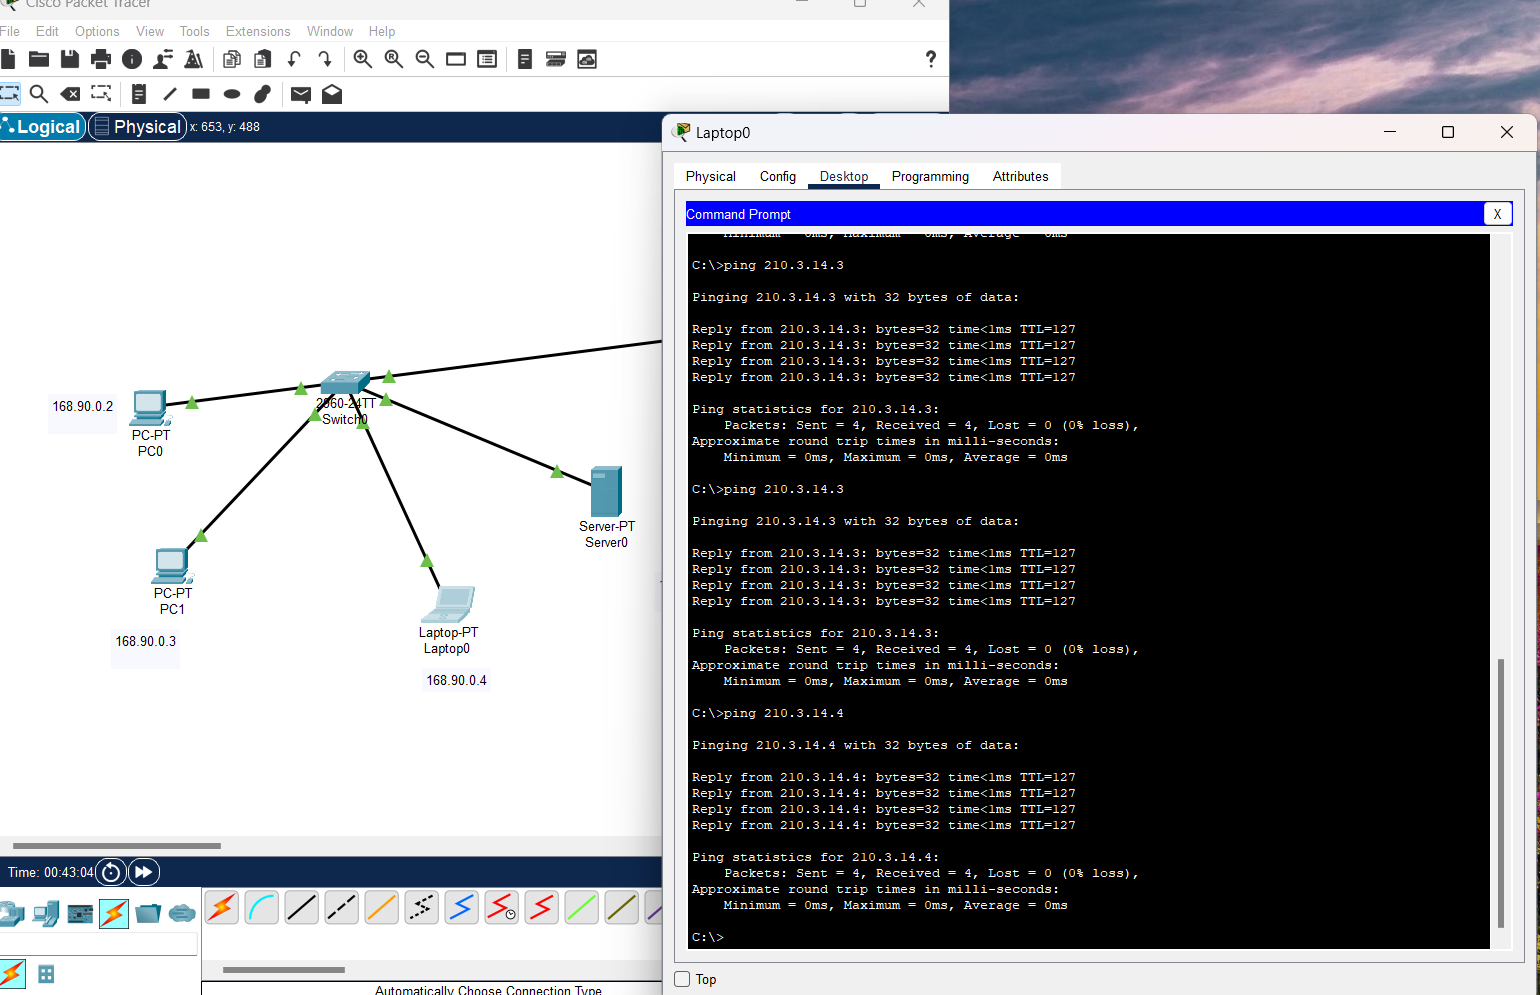 Cisco Packet Tracer
File Edit Options View Tools Extensions Window Help
Logical Physical x: 653, y: 488
168.90.0.2
PC-PT
PC0
2960-24TT
Switch0
Server-PT
Server0
PC-PT
PC1
168.90.0.3
Laptop-PT
Laptop0
168.90.0.4
Time: 00:43:04
Automatically Choose Connection Type
Laptop0
Physical Config Desktop Programming Attributes
Command Prompt
X
Minimum = 0ms, Maximum = 0ms, Average = 0ms
C:\>ping 210.3.14.3
Pinging 210.3.14.3 with 32 bytes of data:
Reply from 210.3.14.3: bytes=32 time<1ms TTL=127
Reply from 210.3.14.3: bytes=32 time<1ms TTL=127
Reply from 210.3.14.3: bytes=32 time<1ms TTL=127
Reply from 210.3.14.3: bytes=32 time<1ms TTL=127
Ping statistics for 210.3.14.3:
Packets: Sent = 4, Received = 4, Lost = 0 (0% loss),
Approximate round trip times in milli-seconds:
Minimum = 0ms, Maximum = 0ms, Average = 0ms
C:\>ping 210.3.14.3
Pinging 210.3.14.3 with 32 bytes of data:
Reply from 210.3.14.3: bytes=32 time<1ms TTL=127
Reply from 210.3.14.3: bytes=32 time<1ms TTL=127
Reply from 210.3.14.3: bytes=32 time<1ms TTL=127
Reply from 210.3.14.3: bytes=32 time<1ms TTL=127
Ping statistics for 210.3.14.3:
Packets: Sent = 4, Received = 4, Lost = 0 (0% loss),
Approximate round trip times in milli-seconds:
Minimum = 0ms, Maximum = 0ms, Average = 0ms
C:\>ping 210.3.14.4
Pinging 210.3.14.4 with 32 bytes of data:
Reply from 210.3.14.4: bytes=32 time<1ms TTL=127
Reply from 210.3.14.4: bytes=32 time<1ms TTL=127
Reply from 210.3.14.4: bytes=32 time<1ms TTL=127
Reply from 210.3.14.4: bytes=32 time<1ms TTL=127
Ping statistics for 210.3.14.4:
Packets: Sent = 4, Received = 4, Lost = 0 (0% loss),
Approximate round trip times in milli-seconds:
Minimum = 0ms, Maximum = 0ms, Average = 0ms
C:\>
Top